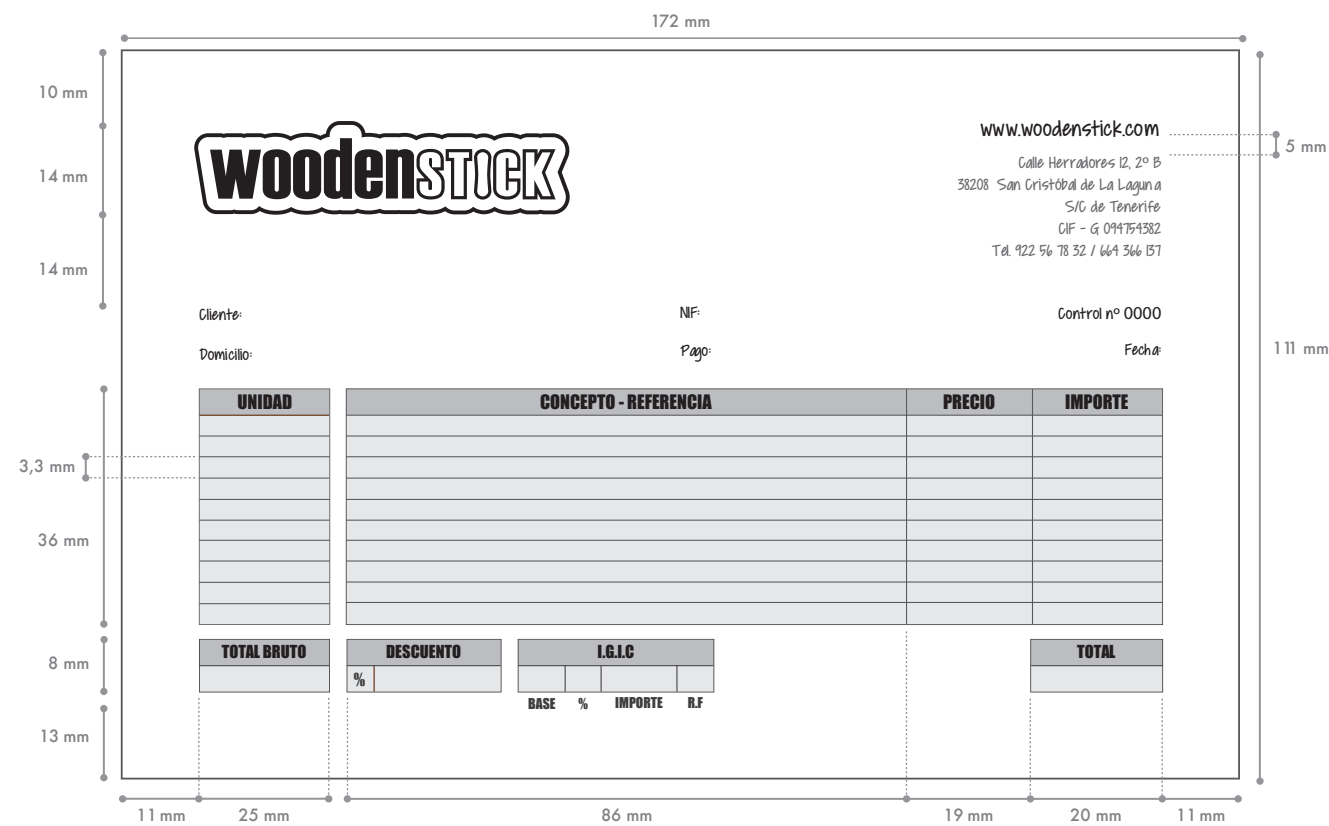 172 mm
10 mm
14 mm
14 mm
woodenSTICK
www.woodenstick.com
5 mm
Calle Herradores 12, 2º B
38208 San Cristóbal de La Laguna
S/C de Tenerife
CIF - G 094754382
Tel. 922 56 78 32 / 664 366 137
Cliente: NIF: Control nº 0000
Domicilio: Pago: Fecha:
111 mm
UNIDAD CONCEPTO - REFERENCIA PRECIO IMPORTE
3,3 mm
36 mm
TOTAL BRUTO DESCUENTO I.G.I.C TOTAL
8 mm
%
BASE % IMPORTE R.F
13 mm
11 mm 25 mm 86 mm 19 mm 20 mm 11 mm